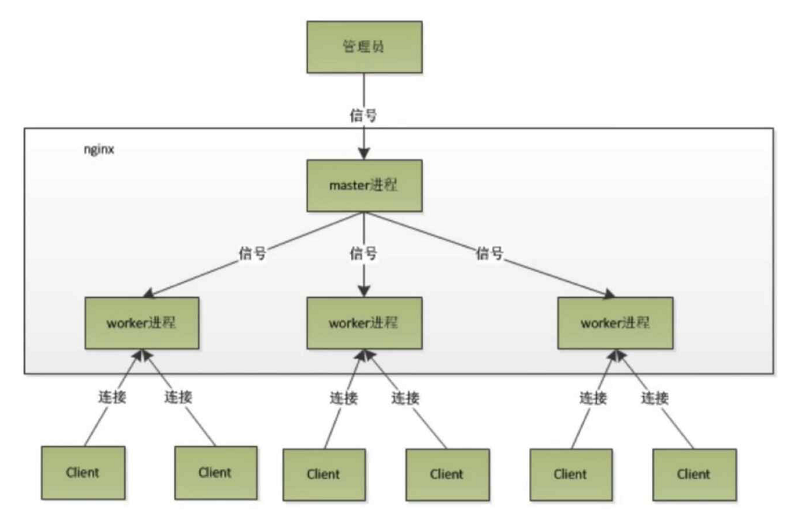 管理员
信号
nginx
master进程
信号
信号
信号
worker进程
worker进程
worker进程
连接
连接
连接
连接
连接
连接
Client
Client
Client
Client
Client
Client